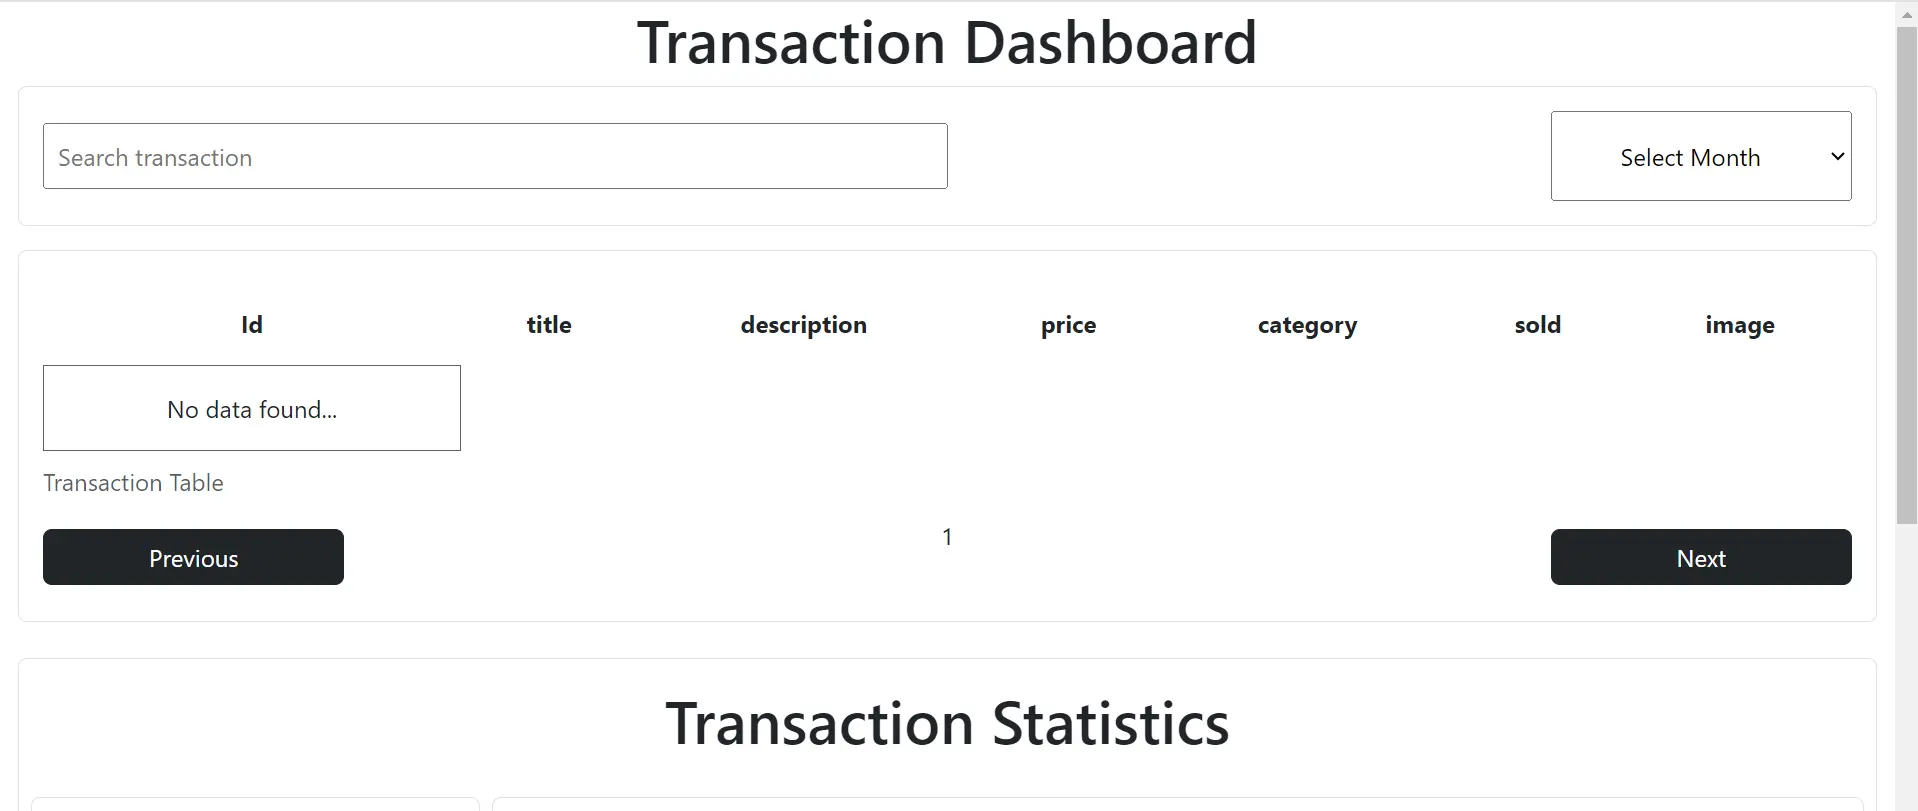 Transaction Dashboard
Search transaction
Select Month
Id title description price category sold image
No data found...
Transaction Table
Previous 1 Next
Transaction Statistics